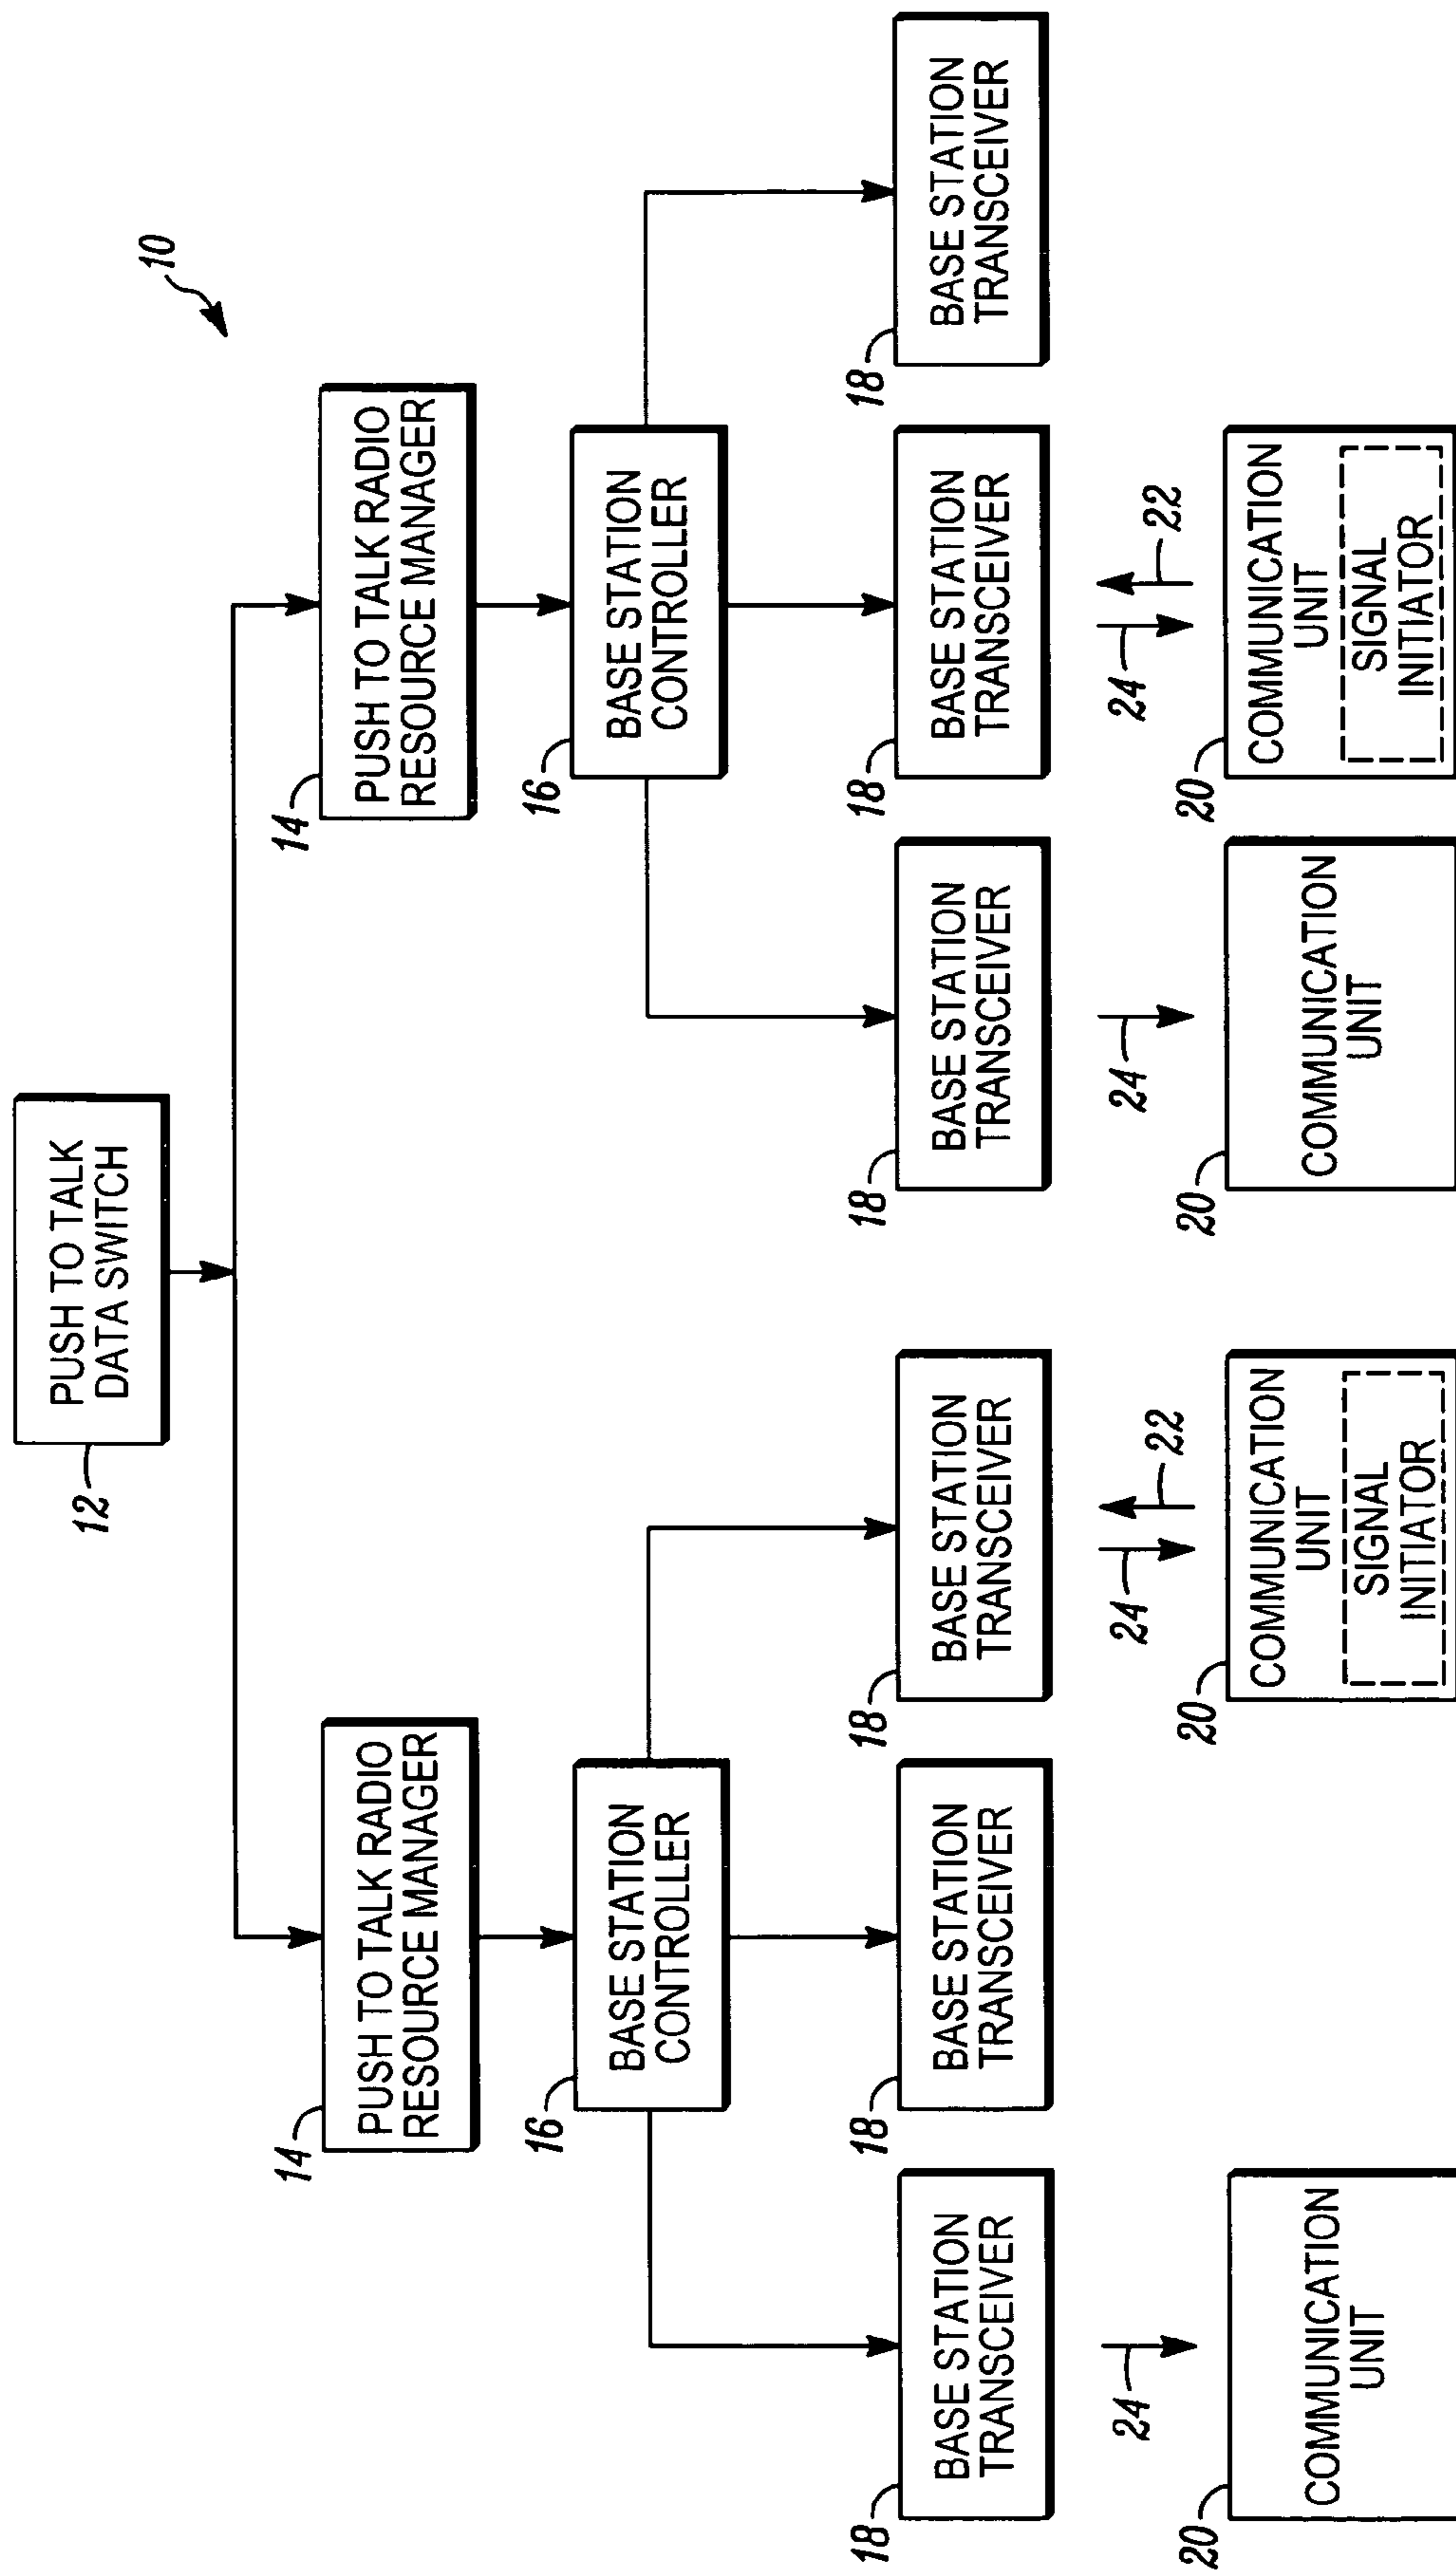 10
PUSH TO TALK
DATA SWITCH
12
PUSH TO TALK RADIO
RESOURCE MANAGER
14
PUSH TO TALK RADIO
RESOURCE MANAGER
14
BASE STATION
CONTROLLER
16
BASE STATION
CONTROLLER
16
BASE STATION
TRANSCEIVER
18
BASE STATION
TRANSCEIVER
18
BASE STATION
TRANSCEIVER
18
BASE STATION
TRANSCEIVER
18
BASE STATION
TRANSCEIVER
18
BASE STATION
TRANSCEIVER
18
24
24
22
24
24
22
COMMUNICATION
UNIT
20
COMMUNICATION
UNIT
SIGNAL
INITIATOR
20
COMMUNICATION
UNIT
20
COMMUNICATION
UNIT
SIGNAL
INITIATOR
20